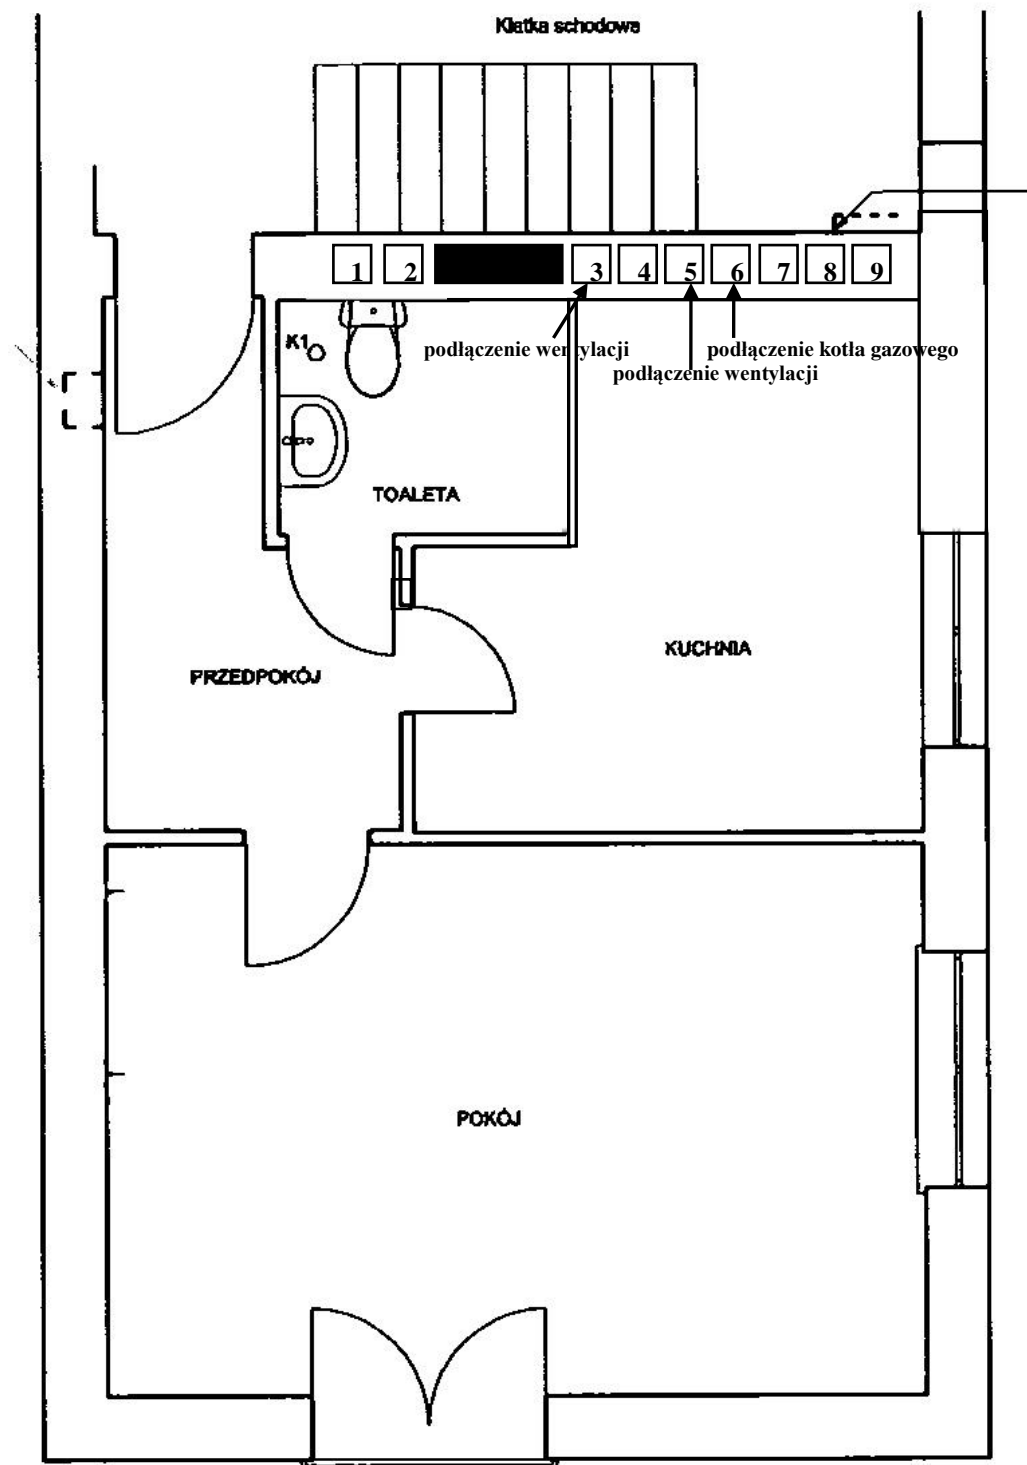 Klatka schodowa
1 2 3 4 5 6 7 8 9
K1
podłączenie wentylacji
podłączenie kotła gazowego
podłączenie wentylacji
TOALETA
KUCHNIA
PRZEDPOKÓJ
POKÓJ